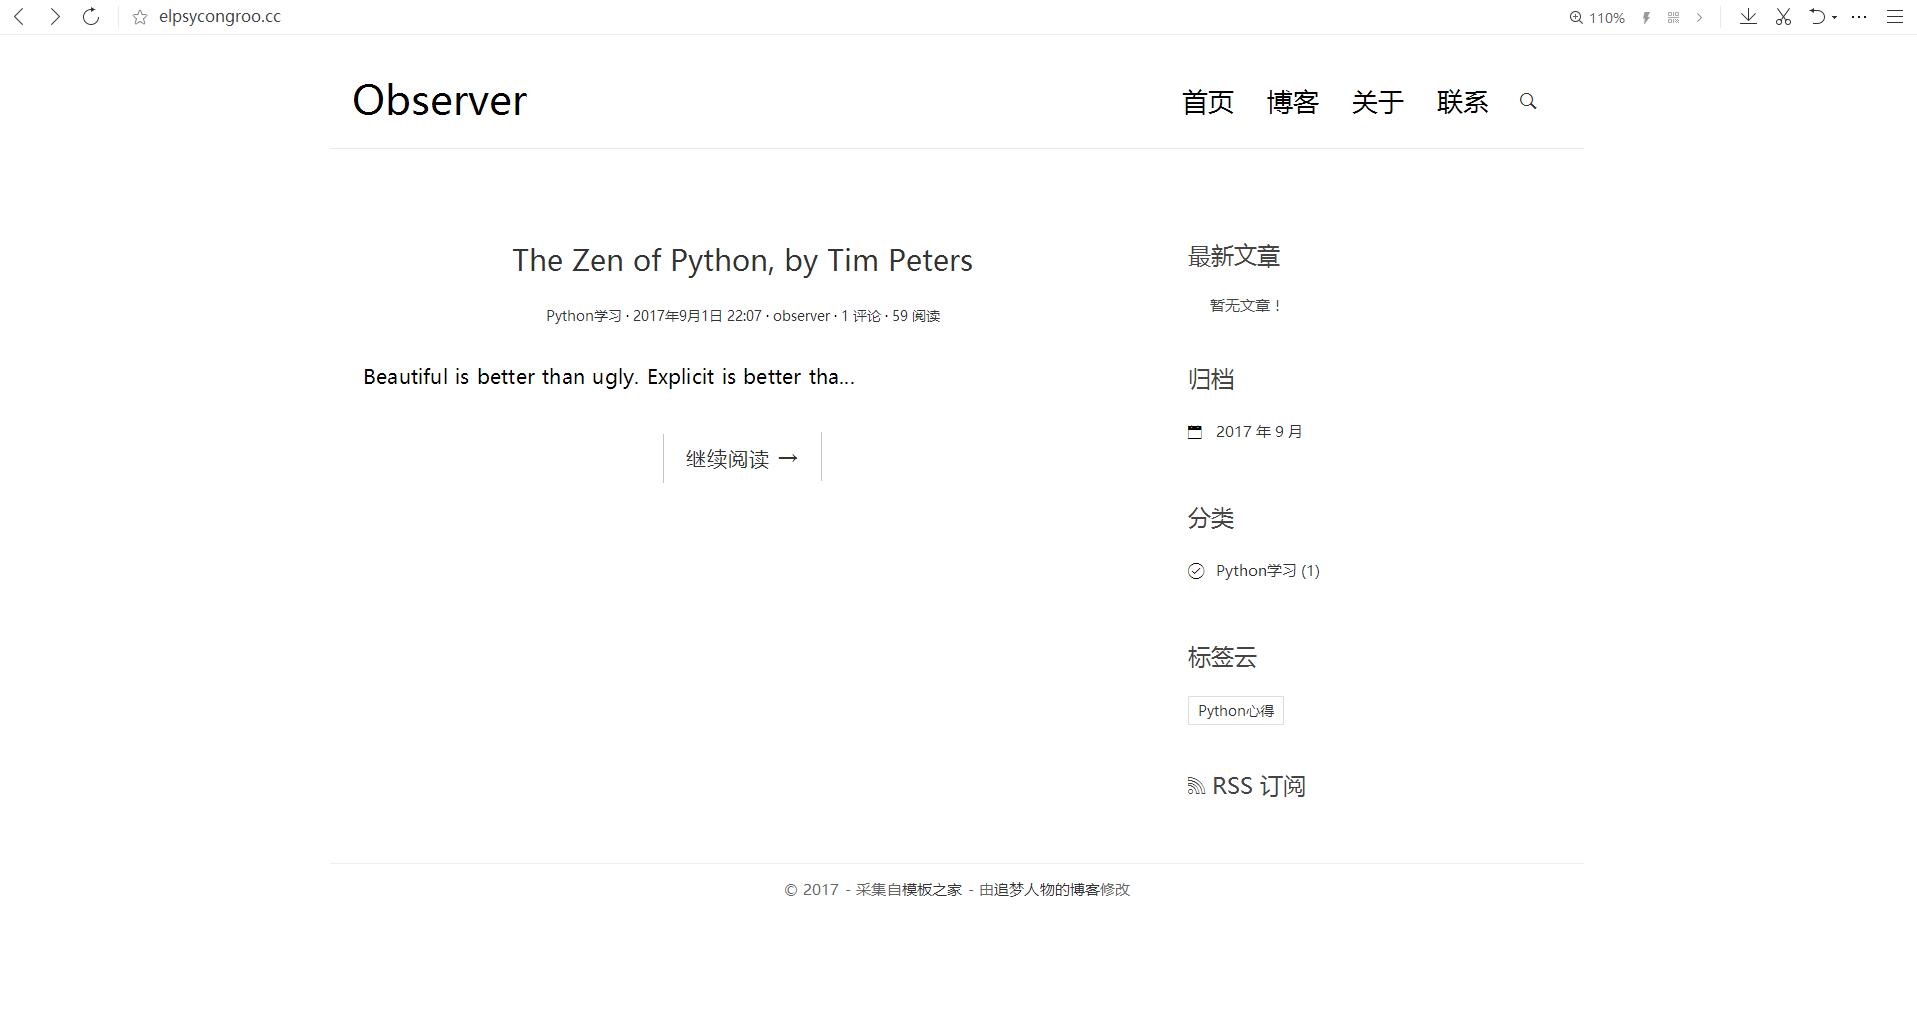 elpsycongroo.cc
110%
Observer
首页 博客 关于 联系
The Zen of Python, by Tim Peters
Python学习 · 2017年9月1日 22:07 · observer · 1 评论 · 59 阅读
Beautiful is better than ugly. Explicit is better tha...
继续阅读 →
最新文章
暂无文章！
归档
2017 年 9 月
分类
Python学习 (1)
标签云
Python心得
RSS 订阅
© 2017 - 采集自模板之家 - 由追梦人物的博客修改